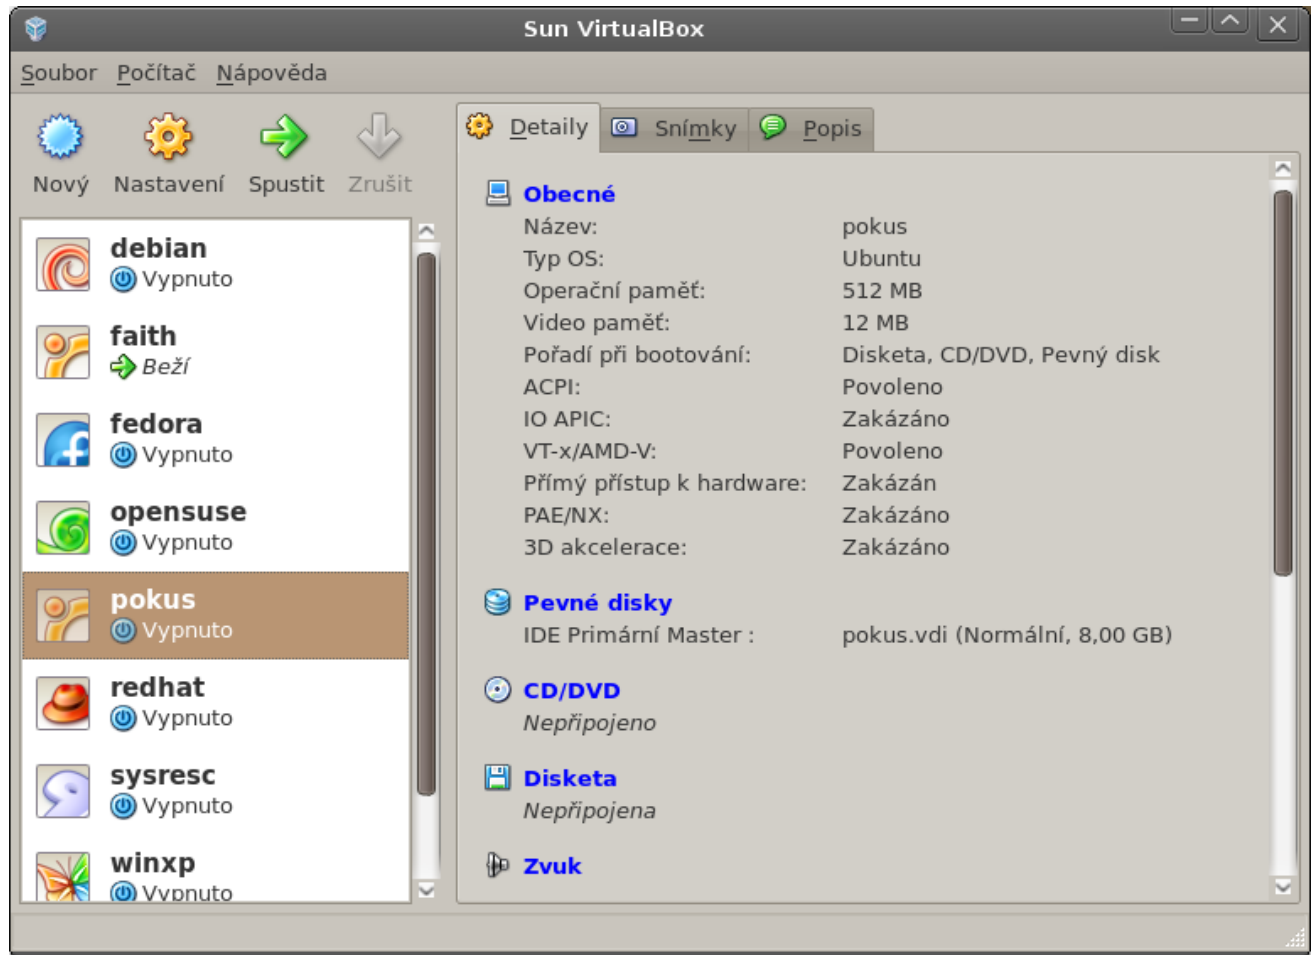 Sun VirtualBox
Soubor Počítač Nápověda
Nový Nastavení Spustit Zrušit
debian
Vypnuto
faith
Beží
fedora
Vypnuto
opensuse
Vypnuto
pokus
Vypnuto
redhat
Vypnuto
sysresc
Vypnuto
winxp
Vypnuto
Detaily Snímky Popis
Obecné
Název: pokus
Typ OS: Ubuntu
Operační paměť: 512 MB
Video paměť: 12 MB
Pořadí při bootování: Disketa, CD/DVD, Pevný disk
ACPI: Povoleno
IO APIC: Zakázáno
VT-x/AMD-V: Povoleno
Přímý přístup k hardware: Zakázán
PAE/NX: Zakázáno
3D akcelerace: Zakázáno
Pevné disky
IDE Primární Master : pokus.vdi (Normální, 8,00 GB)
CD/DVD
Nepřipojeno
Disketa
Nepřipojena
Zvuk